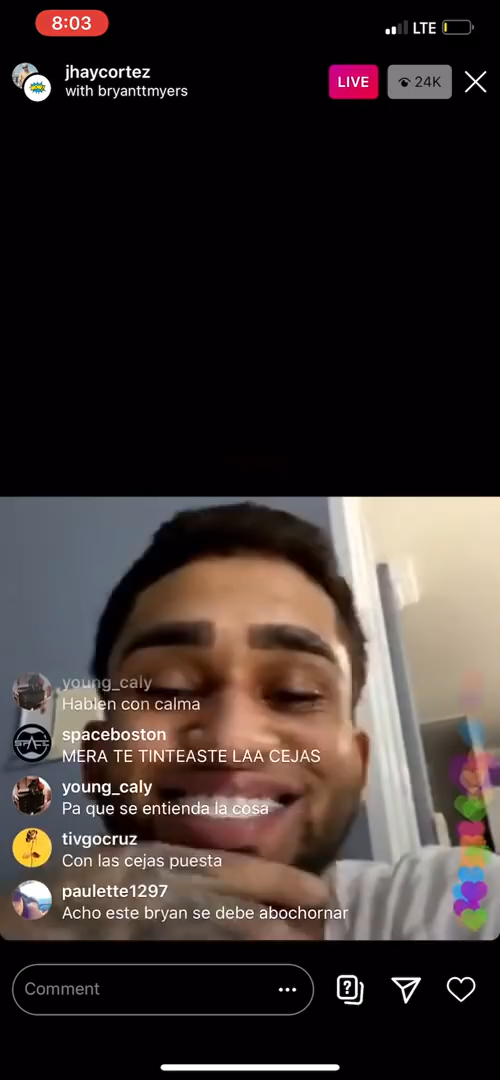 8:03
LTE
jhaycortez
with bryanttmyers
LIVE
24K
young_caly
Hablen con calma
spaceboston
MERA TE TINTEASTE LAA CEJAS
young_caly
Pa que se entienda la cosa
tivgocruz
Con las cejas puesta
paulette1297
Acho este bryan se debe abochornar
Comment